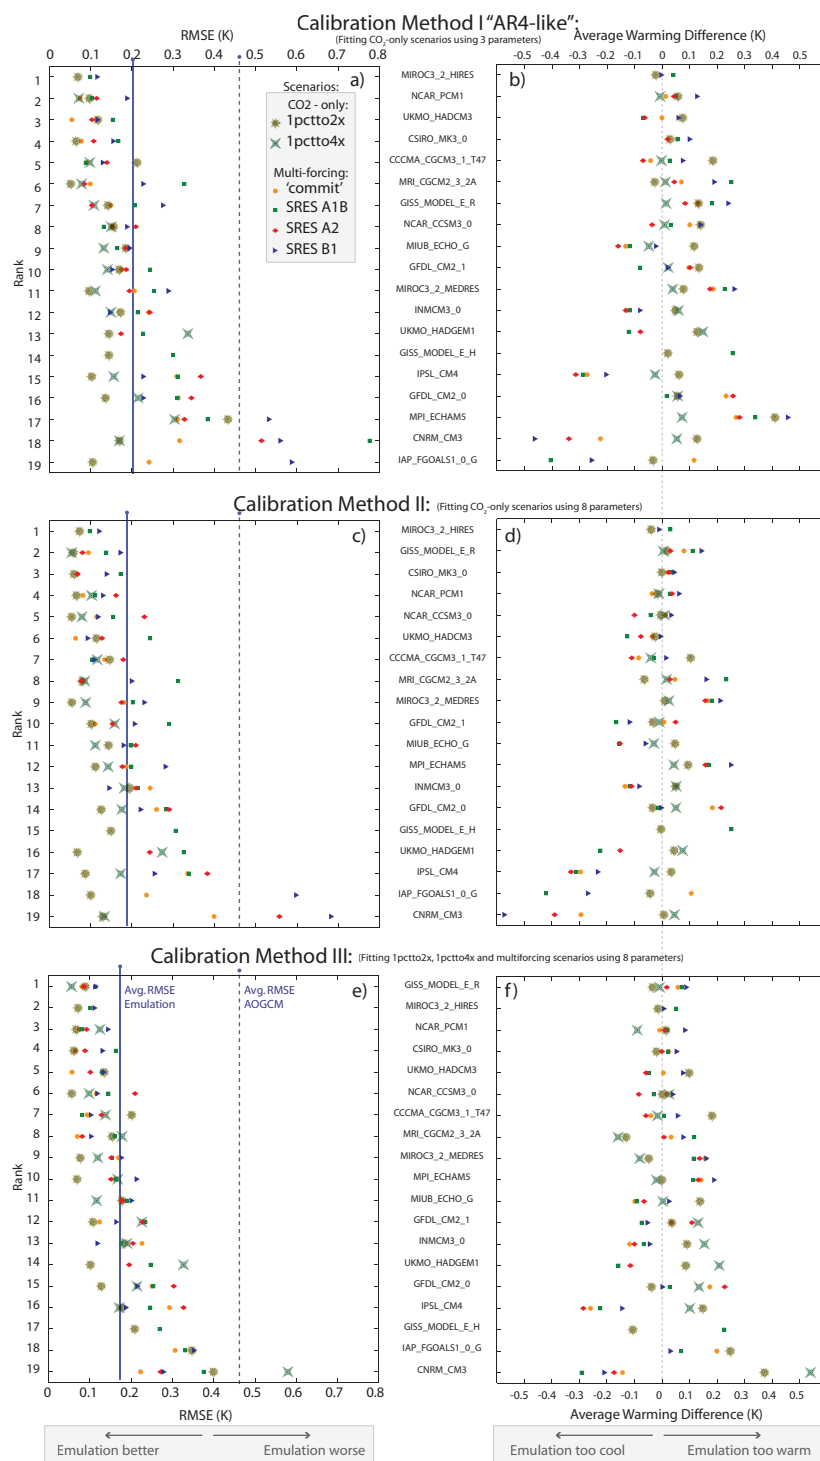 Calibration Method I “AR4-like”:
(Fitting CO2-only scenarios using 3 parameters)
RMSE (K)
Average Warming Difference (K)
0 0.1 0.2 0.3 0.4 0.5 0.6 0.7 0.8
-0.5 -0.4 -0.3 -0.2 -0.1 0 0.1 0.2 0.3 0.4 0.5
a)
b)
Scenarios:
CO2 - only:
1pctto2x
1pctto4x
Multi-forcing:
‘commit’
SRES A1B
SRES A2
SRES B1
Rank
1 MIROC3_2_HIRES
2 NCAR_PCM1
3 UKMO_HADCM3
4 CSIRO_MK3_0
5 CCCMA_CGCM3_1_T47
6 MRI_CGCM2_3_2A
7 GISS_MODEL_E_R
8 NCAR_CCSM3_0
9 MIUB_ECHO_G
10 GFDL_CM2_1
11 MIROC3_2_MEDRES
12 INMCM3_0
13 UKMO_HADGEM1
14 GISS_MODEL_E_H
15 IPSL_CM4
16 GFDL_CM2_0
17 MPI_ECHAM5
18 CNRM_CM3
19 IAP_FGOALS1_0_G
Calibration Method II: (Fitting CO2-only scenarios using 8 parameters)
c)
d)
Rank
1 MIROC3_2_HIRES
2 GISS_MODEL_E_R
3 CSIRO_MK3_0
4 NCAR_PCM1
5 NCAR_CCSM3_0
6 UKMO_HADCM3
7 CCCMA_CGCM3_1_T47
8 MRI_CGCM2_3_2A
9 MIROC3_2_MEDRES
10 GFDL_CM2_1
11 MIUB_ECHO_G
12 MPI_ECHAM5
13 INMCM3_0
14 GFDL_CM2_0
15 GISS_MODEL_E_H
16 UKMO_HADGEM1
17 IPSL_CM4
18 IAP_FGOALS1_0_G
19 CNRM_CM3
Calibration Method III: (Fitting 1pctto2x, 1pctto4x and multiforcing scenarios using 8 parameters)
e)
f)
Avg. RMSE
Emulation
Avg. RMSE
AOGCM
Rank
1 GISS_MODEL_E_R
2 MIROC3_2_HIRES
3 NCAR_PCM1
4 CSIRO_MK3_0
5 UKMO_HADCM3
6 NCAR_CCSM3_0
7 CCCMA_CGCM3_1_T47
8 MRI_CGCM2_3_2A
9 MIROC3_2_MEDRES
10 MPI_ECHAM5
11 MIUB_ECHO_G
12 GFDL_CM2_1
13 INMCM3_0
14 UKMO_HADGEM1
15 GFDL_CM2_0
16 IPSL_CM4
17 GISS_MODEL_E_H
18 IAP_FGOALS1_0_G
19 CNRM_CM3
0 0.1 0.2 0.3 0.4 0.5 0.6 0.7 0.8
-0.5 -0.4 -0.3 -0.2 -0.1 0 0.1 0.2 0.3 0.4 0.5
RMSE (K)
Average Warming Difference (K)
Emulation better
Emulation worse
Emulation too cool
Emulation too warm